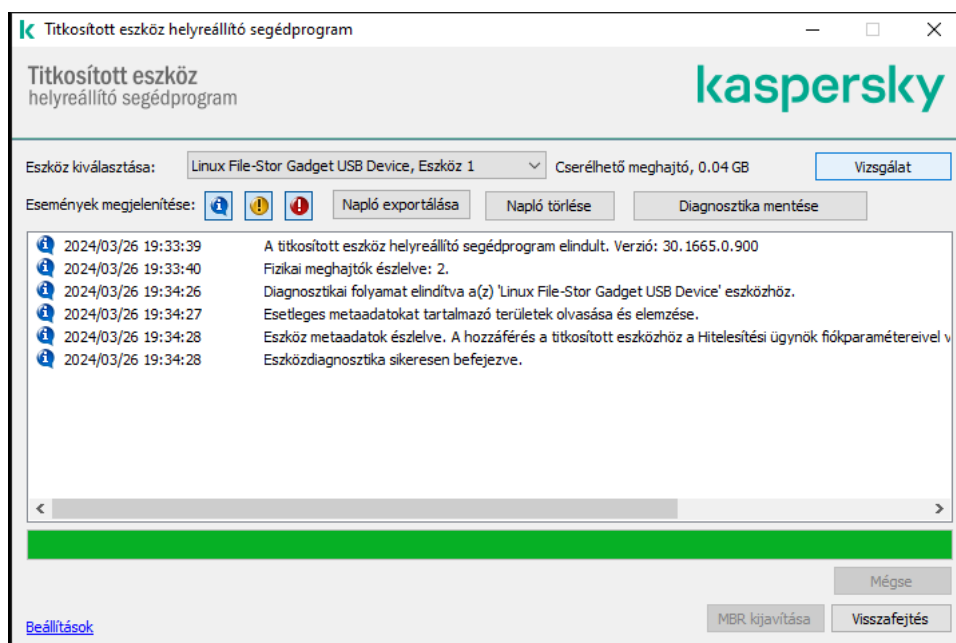 Titkosított eszköz helyreállító segédprogram
Titkosított eszköz
helyreállító segédprogram
kaspersky
Eszköz kiválasztása: Linux File-Stor Gadget USB Device, Eszköz 1 Cserélhető meghajtó, 0.04 GB Vizsgálat
Események megjelenítése: Napló exportálása Napló törlése Diagnosztika mentése
2024/03/26 19:33:39 A titkosított eszköz helyreállító segédprogram elindult. Verzió: 30.1665.0.900
2024/03/26 19:33:40 Fizikai meghajtók észlelve: 2.
2024/03/26 19:34:26 Diagnosztikai folyamat elindítva a(z) 'Linux File-Stor Gadget USB Device' eszközhöz.
2024/03/26 19:34:27 Esetleges metaadatokat tartalmazó területek olvasása és elemzése.
2024/03/26 19:34:28 Eszköz metaadatok észlelve. A hozzáférés a titkosított eszközhöz a Hitelesítési ügynök fiókparamétereivel v
2024/03/26 19:34:28 Eszközdiagnosztika sikeresen befejezve.
Mégse
Beállítások MBR kijavítása Visszafejtés